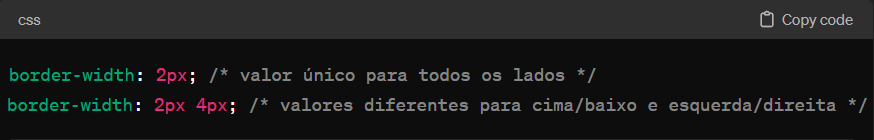 css Copy code
border-width: 2px; /* valor único para todos os lados */
border-width: 2px 4px; /* valores diferentes para cima/baixo e esquerda/direita */